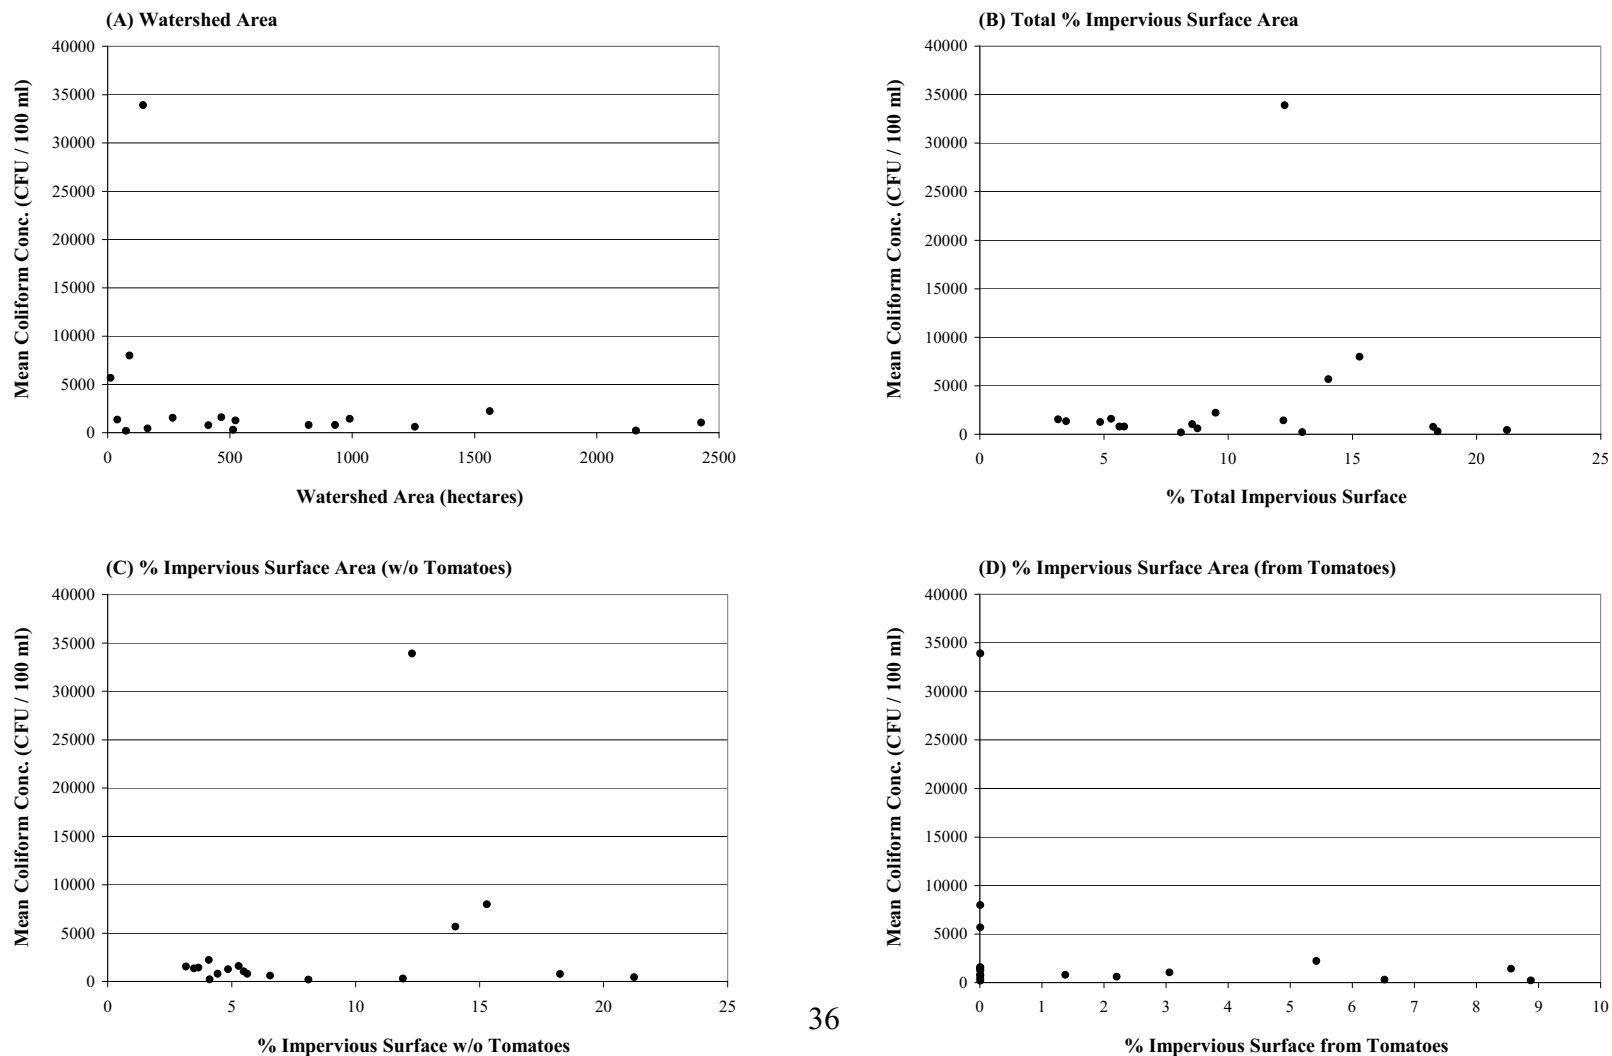 (A) Watershed Area
Mean Coliform Conc. (CFU / 100 ml)
40000
35000
30000
25000
20000
15000
10000
5000
0
0 500 1000 1500 2000 2500
Watershed Area (hectares)
(B) Total % Impervious Surface Area
Mean Coliform Conc. (CFU / 100 ml)
40000
35000
30000
25000
20000
15000
10000
5000
0
0 5 10 15 20 25
% Total Impervious Surface
(C) % Impervious Surface Area (w/o Tomatoes)
Mean Coliform Conc. (CFU / 100 ml)
40000
35000
30000
25000
20000
15000
10000
5000
0
0 5 10 15 20 25
% Impervious Surface w/o Tomatoes
(D) % Impervious Surface Area (from Tomatoes)
Mean Coliform Conc. (CFU / 100 ml)
40000
35000
30000
25000
20000
15000
10000
5000
0
0 1 2 3 4 5 6 7 8 9 10
% Impervious Surface from Tomatoes
36